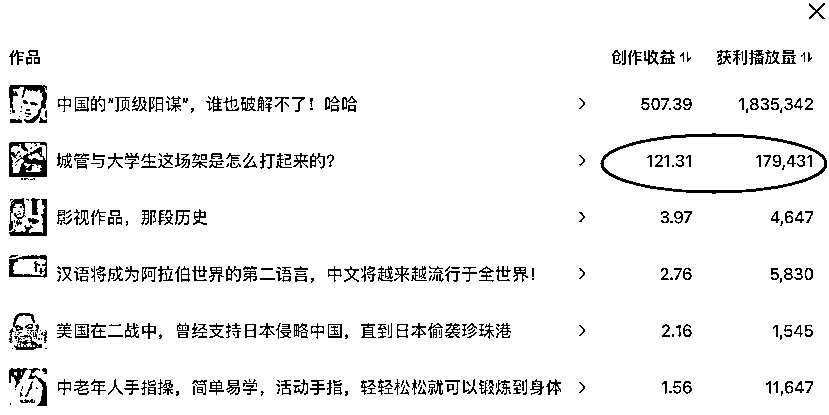 作品 创作收益 获利播放量
中国的“顶级阳谋”，谁也破解不了！哈哈 507.39 1,835,342
城管与大学生这场架是怎么打起来的？ 121.31 179,431
影视作品，那段历史 3.97 4,647
汉语将成为阿拉伯世界的第二语言，中文将越来越流行于全世界！ 2.76 5,830
美国在二战中，曾经支持日本侵略中国，直到日本偷袭珍珠港 2.16 1,545
中老年人手指操，简单易学，活动手指，轻轻松松就可以锻炼到身体 1.56 11,647